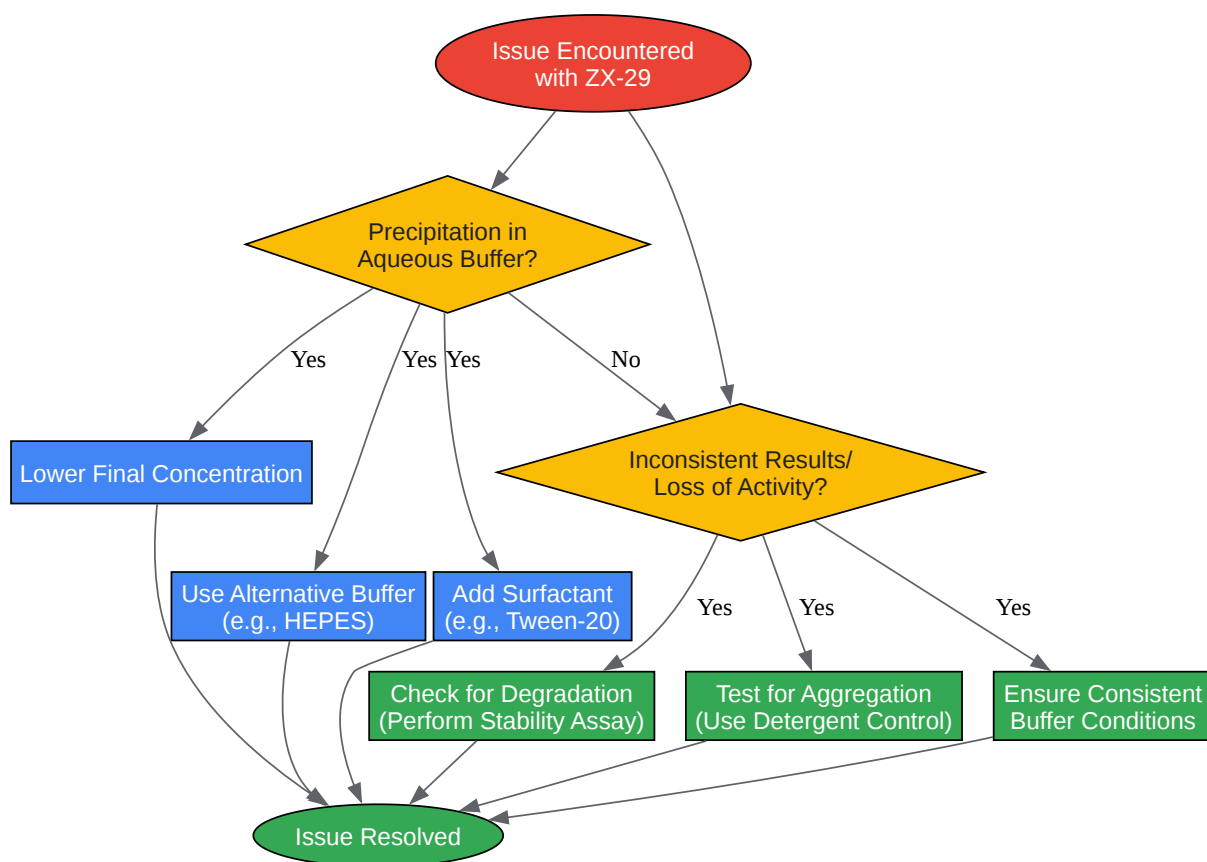 Issue Encountered
with ZX-29
Precipitation in
Aqueous Buffer?
Yes
Yes
Yes
No
Lower Final Concentration
Inconsistent Results/
Loss of Activity?
Use Alternative Buffer
(e.g., HEPES)
Add Surfactant
(e.g., Tween-20)
Yes
Yes
Yes
Check for Degradation
(Perform Stability Assay)
Test for Aggregation
(Use Detergent Control)
Ensure Consistent
Buffer Conditions
Issue Resolved